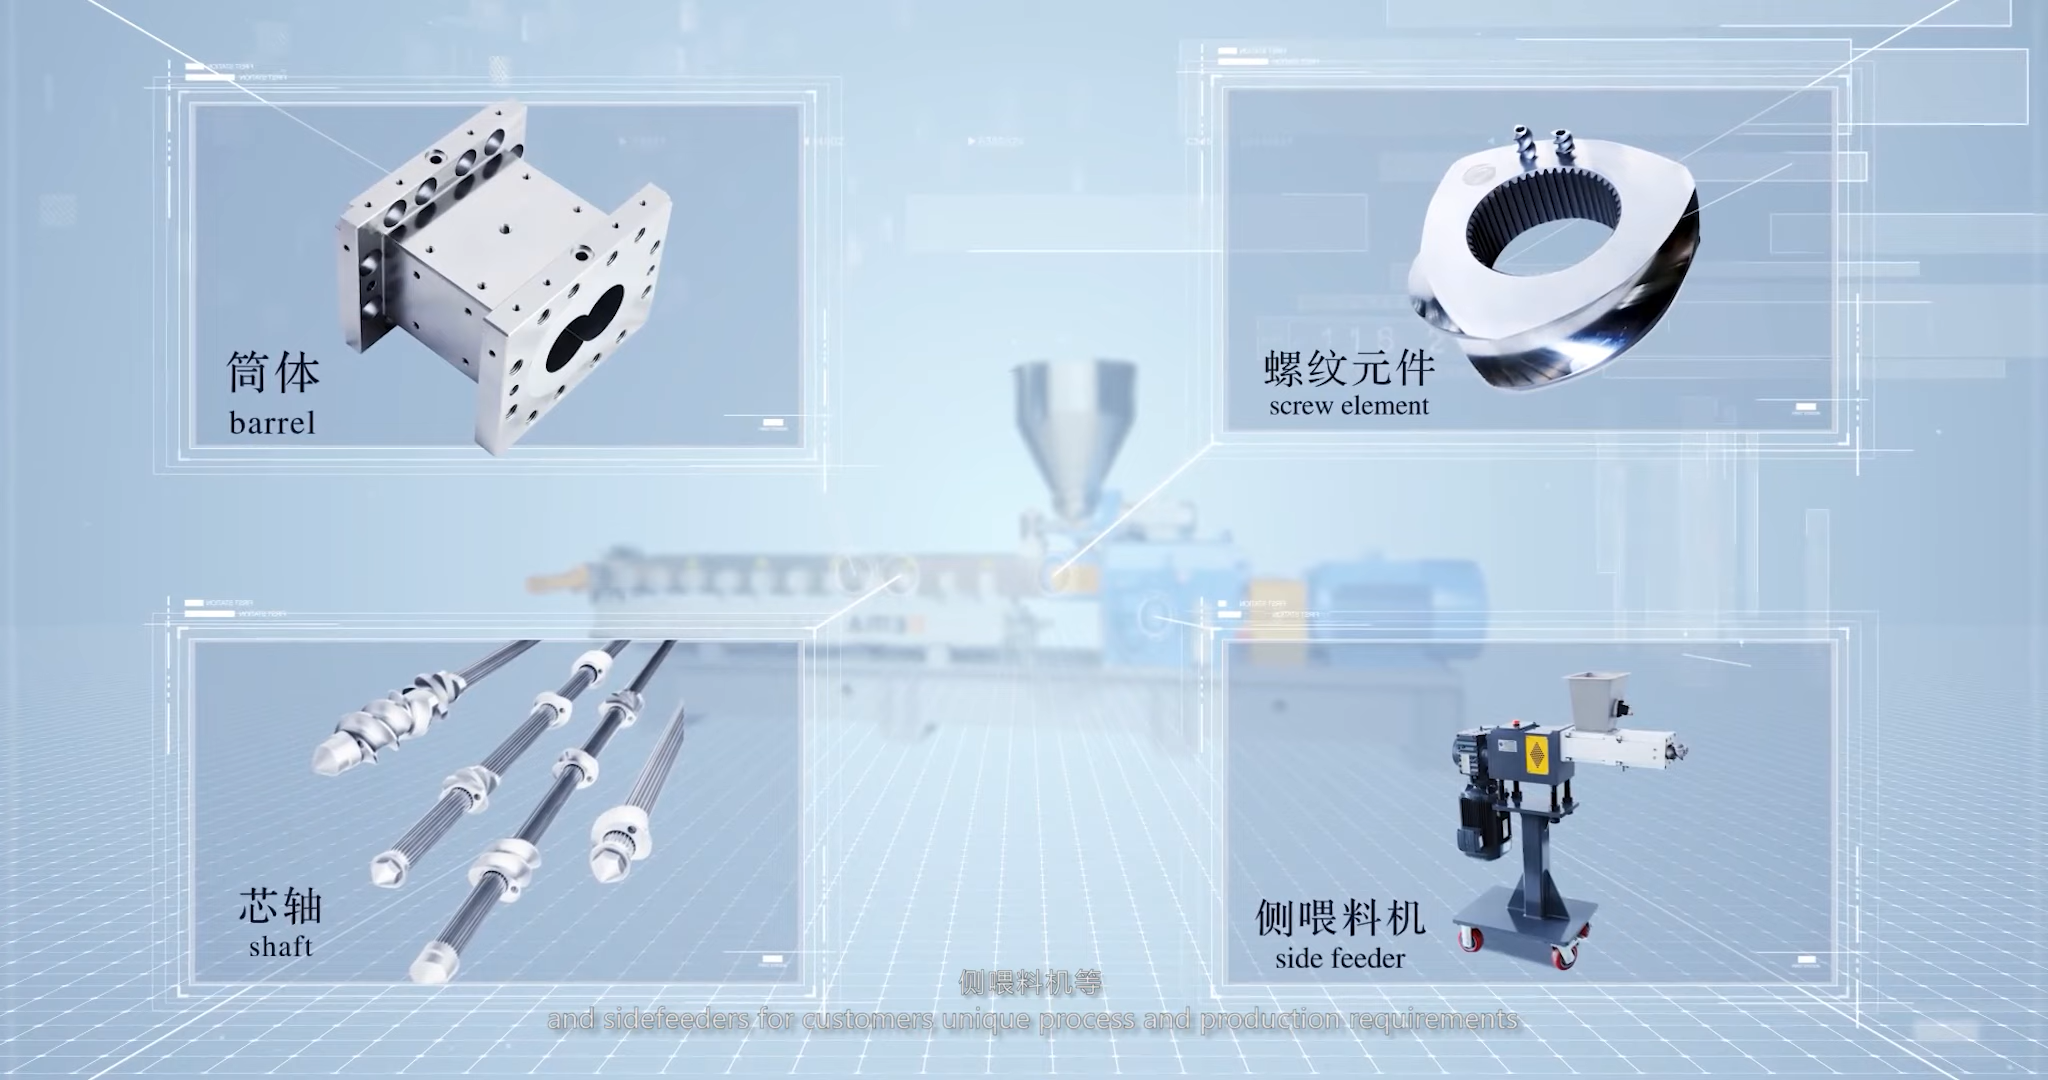 筒体
barrel
螺纹元件
screw element
芯轴
shaft
侧喂料机
side feeder
侧喂料机等
and sidefeeders for customers unique process and production requirements